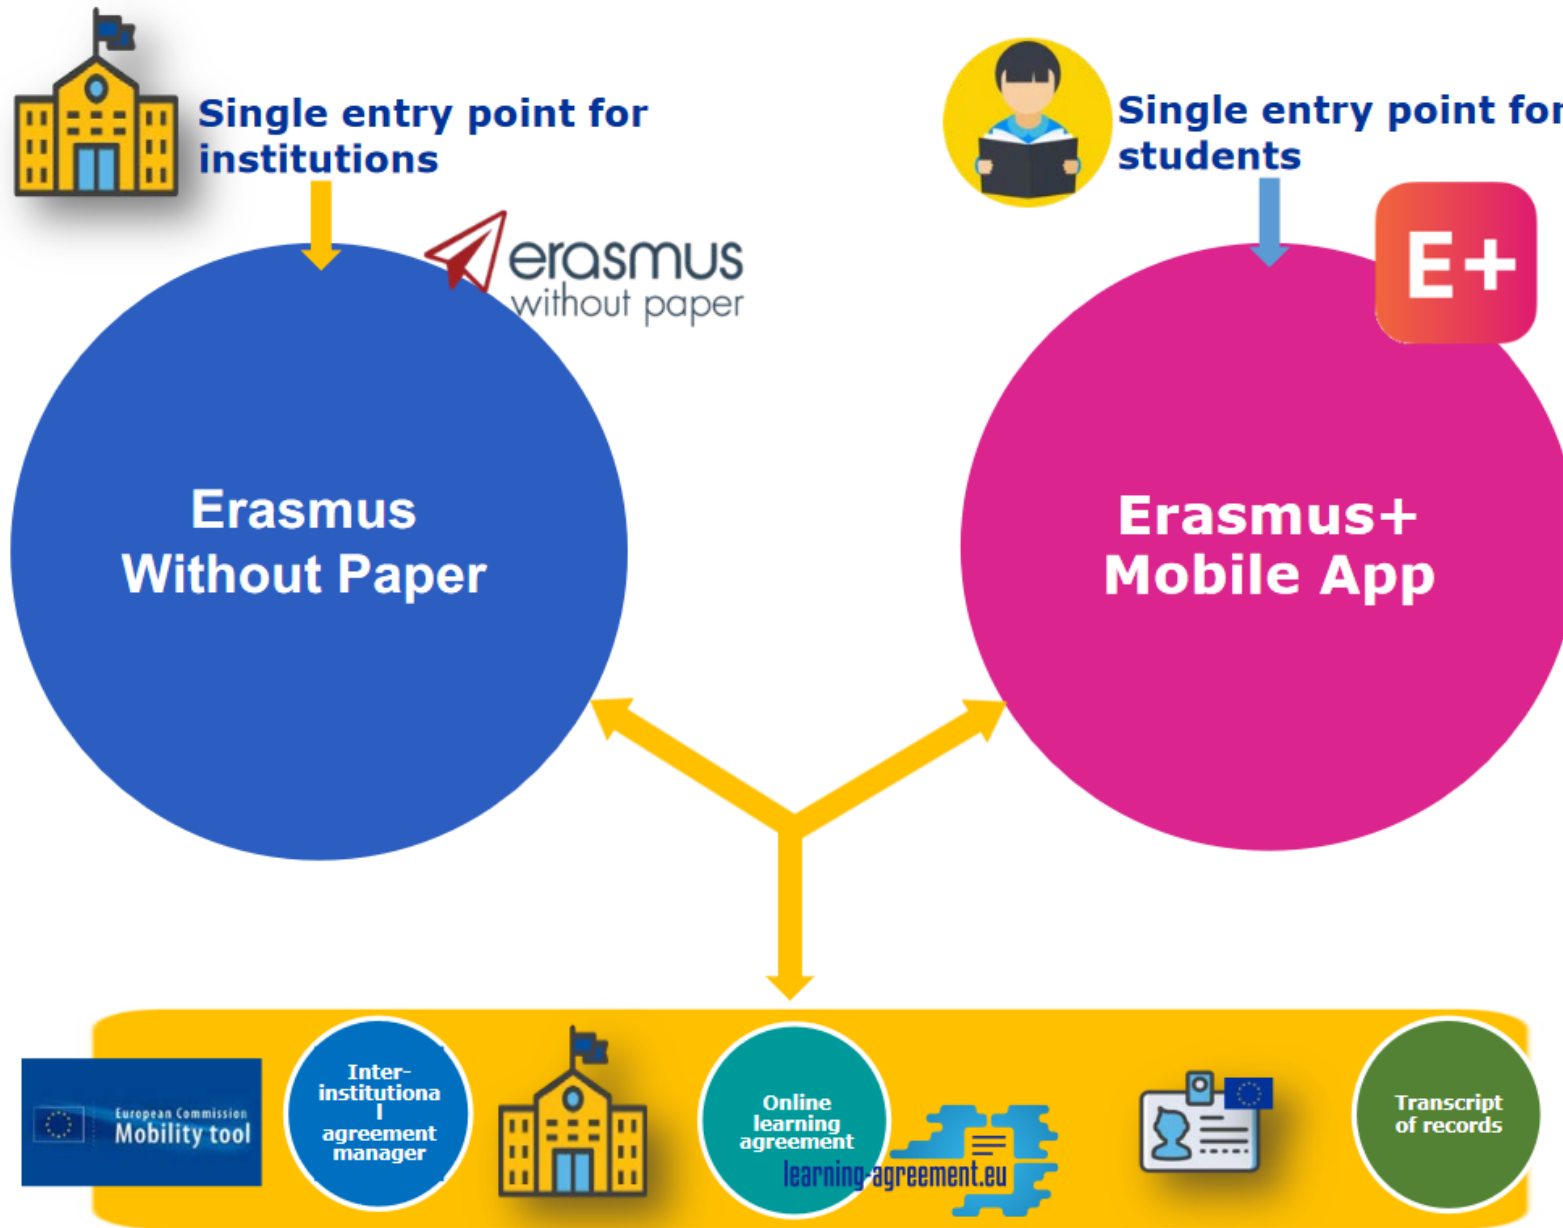 Single entry point for
institutions
Single entry point for
students
erasmus
without paper
E+
Erasmus
Without Paper
Erasmus+
Mobile App
European Commission
Mobility tool
Inter-
institutiona
l
agreement
manager
Online
learning
agreement
learning-agreement.eu
Transcript
of records